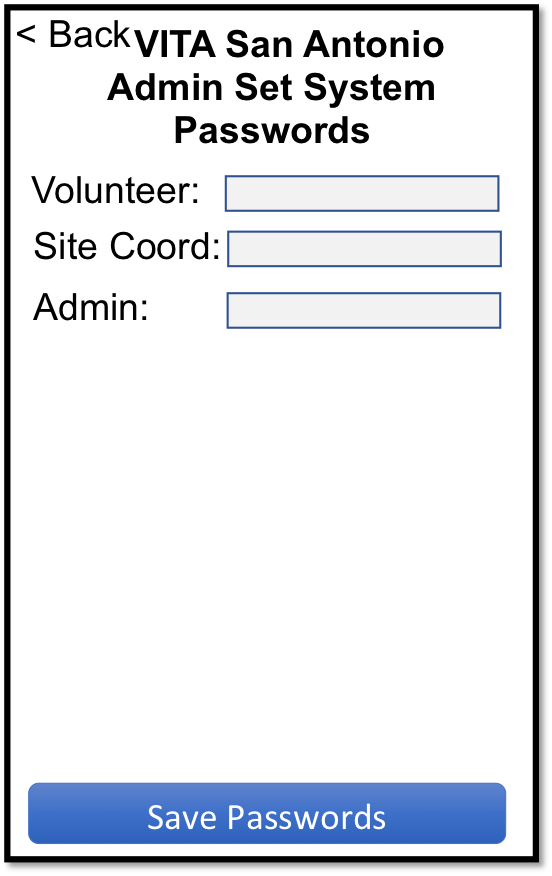 < Back
VITA San Antonio
Admin Set System
Passwords
Volunteer:
Site Coord:
Admin:
Save Passwords